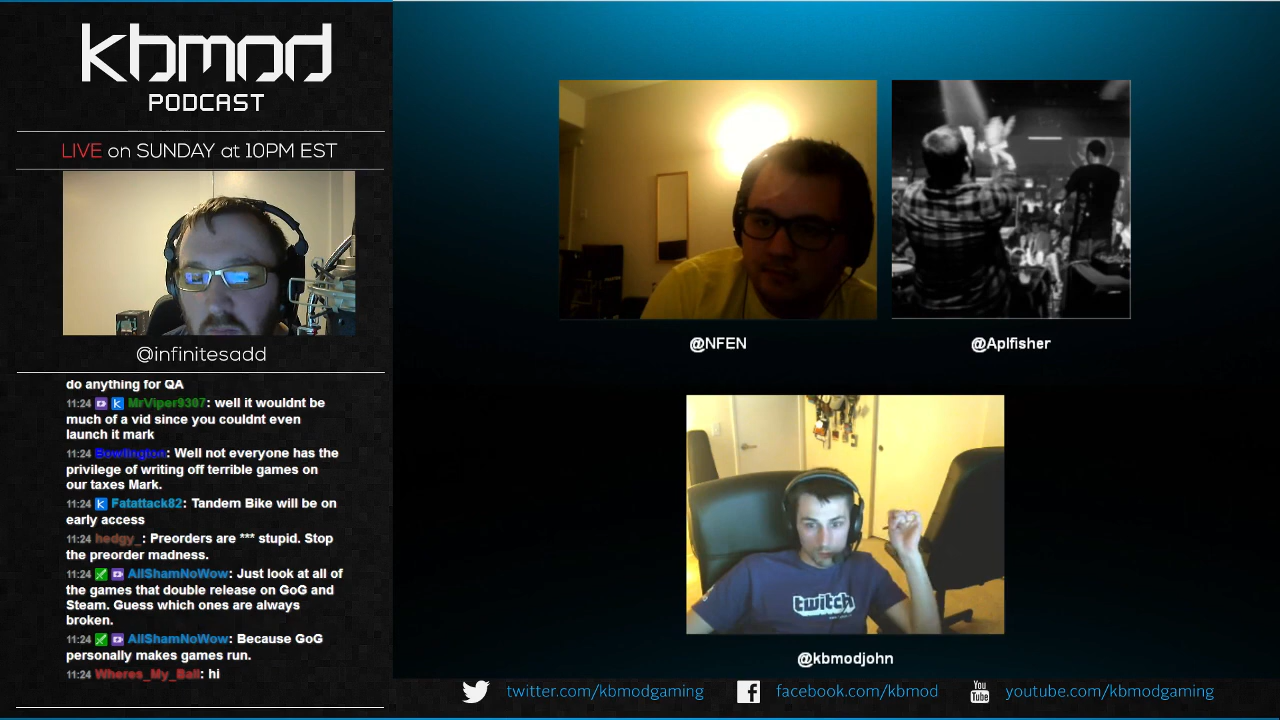 kbmod
PODCAST
LIVE on SUNDAY at 10PM EST
@infinitesadd
do anything for QA
11:24 MrViper9307: well it wouldnt be
much of a vid since you couldnt even
launch it mark
11:24 Bowlington: Well not everyone has the
privilege of writing off terrible games on
our taxes Mark.
11:24 K Fatattack82: Tandem Bike will be on
early access
11:24 hedgy_: Preorders are *** stupid. Stop
the preorder madness.
11:24 AllShamNoWow: Just look at all of
the games that double release on GoG and
Steam. Guess which ones are always
broken.
11:24 AllShamNoWow: Because GoG
personally makes games run.
11:24 Wheres_My_Ball: hi
@NFEN
@Aplfisher
twitch
@kbmodjohn
twitter.com/kbmodgaming
facebook.com/kbmod
You
Tube
youtube.com/kbmodgaming